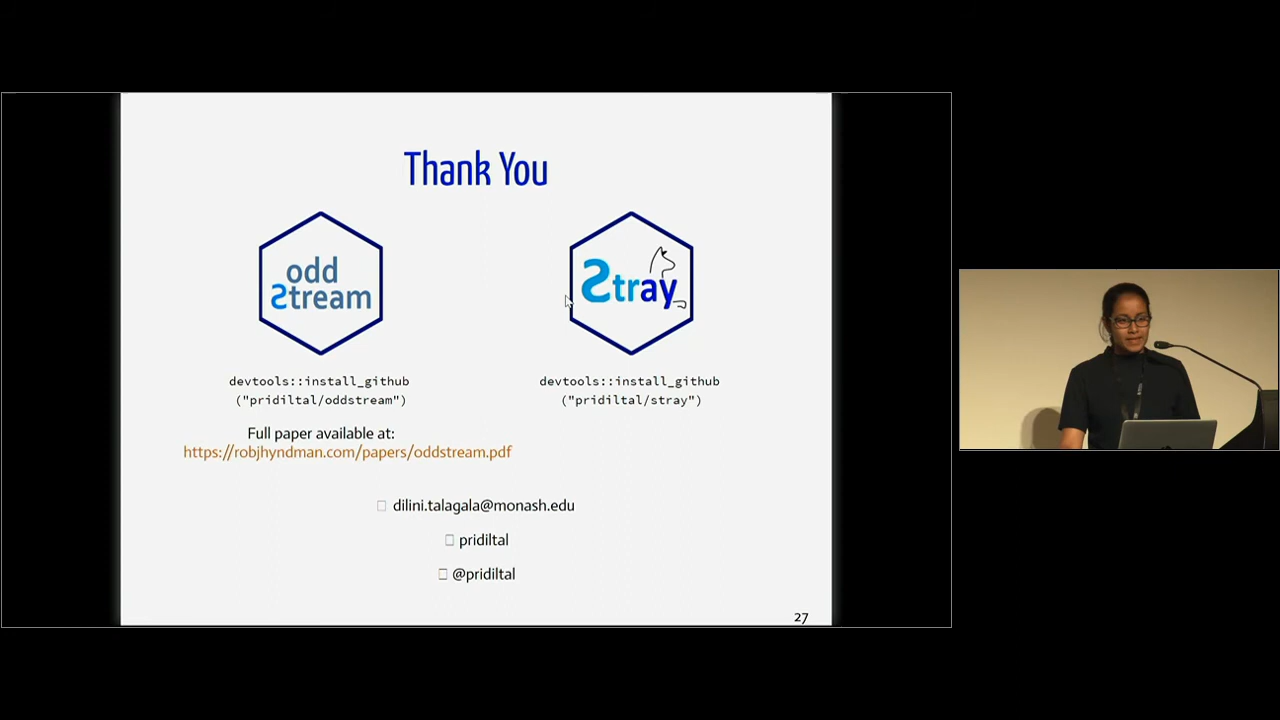 Thank You
odd
Stream
Stray
devtools::install_github
("pridiltal/oddstream")
devtools::install_github
("pridiltal/stray")
Full paper available at:
https://robjhyndman.com/papers/oddstream.pdf
dilini.talagala@monash.edu
pridiltal
@pridiltal
27